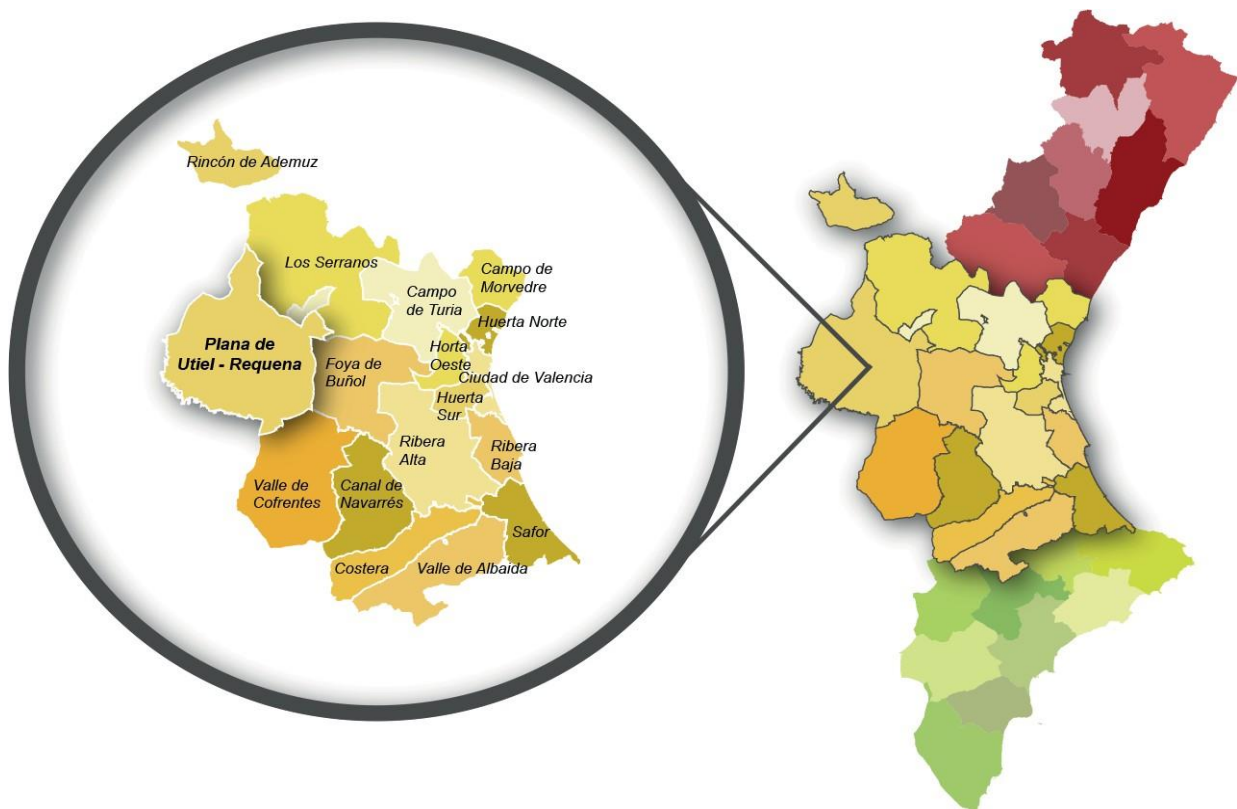 Rincón de Ademuz
Los Serranos
Campo de
Morvedre
Campo
de Turia
Huerta Norte
Plana de
Utiel - Requena
Foya de
Buñol
Horta
Oeste
Ciudad de Valencia
Huerta
Sur
Ribera
Alta
Ribera
Baja
Valle de
Cofrentes
Canal de
Navarrés
Safor
Costera
Valle de Albaida